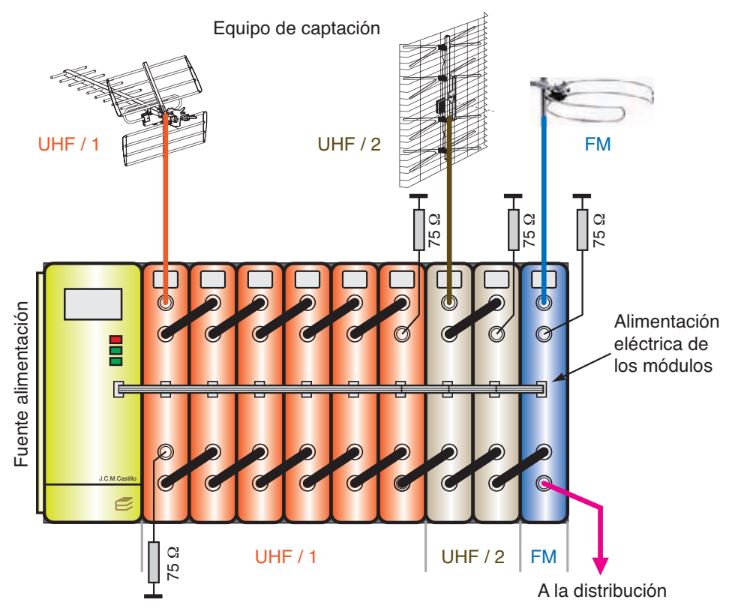 Equipo de captación
UHF / 1
UHF / 2
FM
75 Ω
75 Ω
75 Ω
Fuente alimentación
Alimentación
eléctrica de
los módulos
J.C.M.Castillo
75 Ω
UHF / 1
UHF / 2
FM
A la distribución